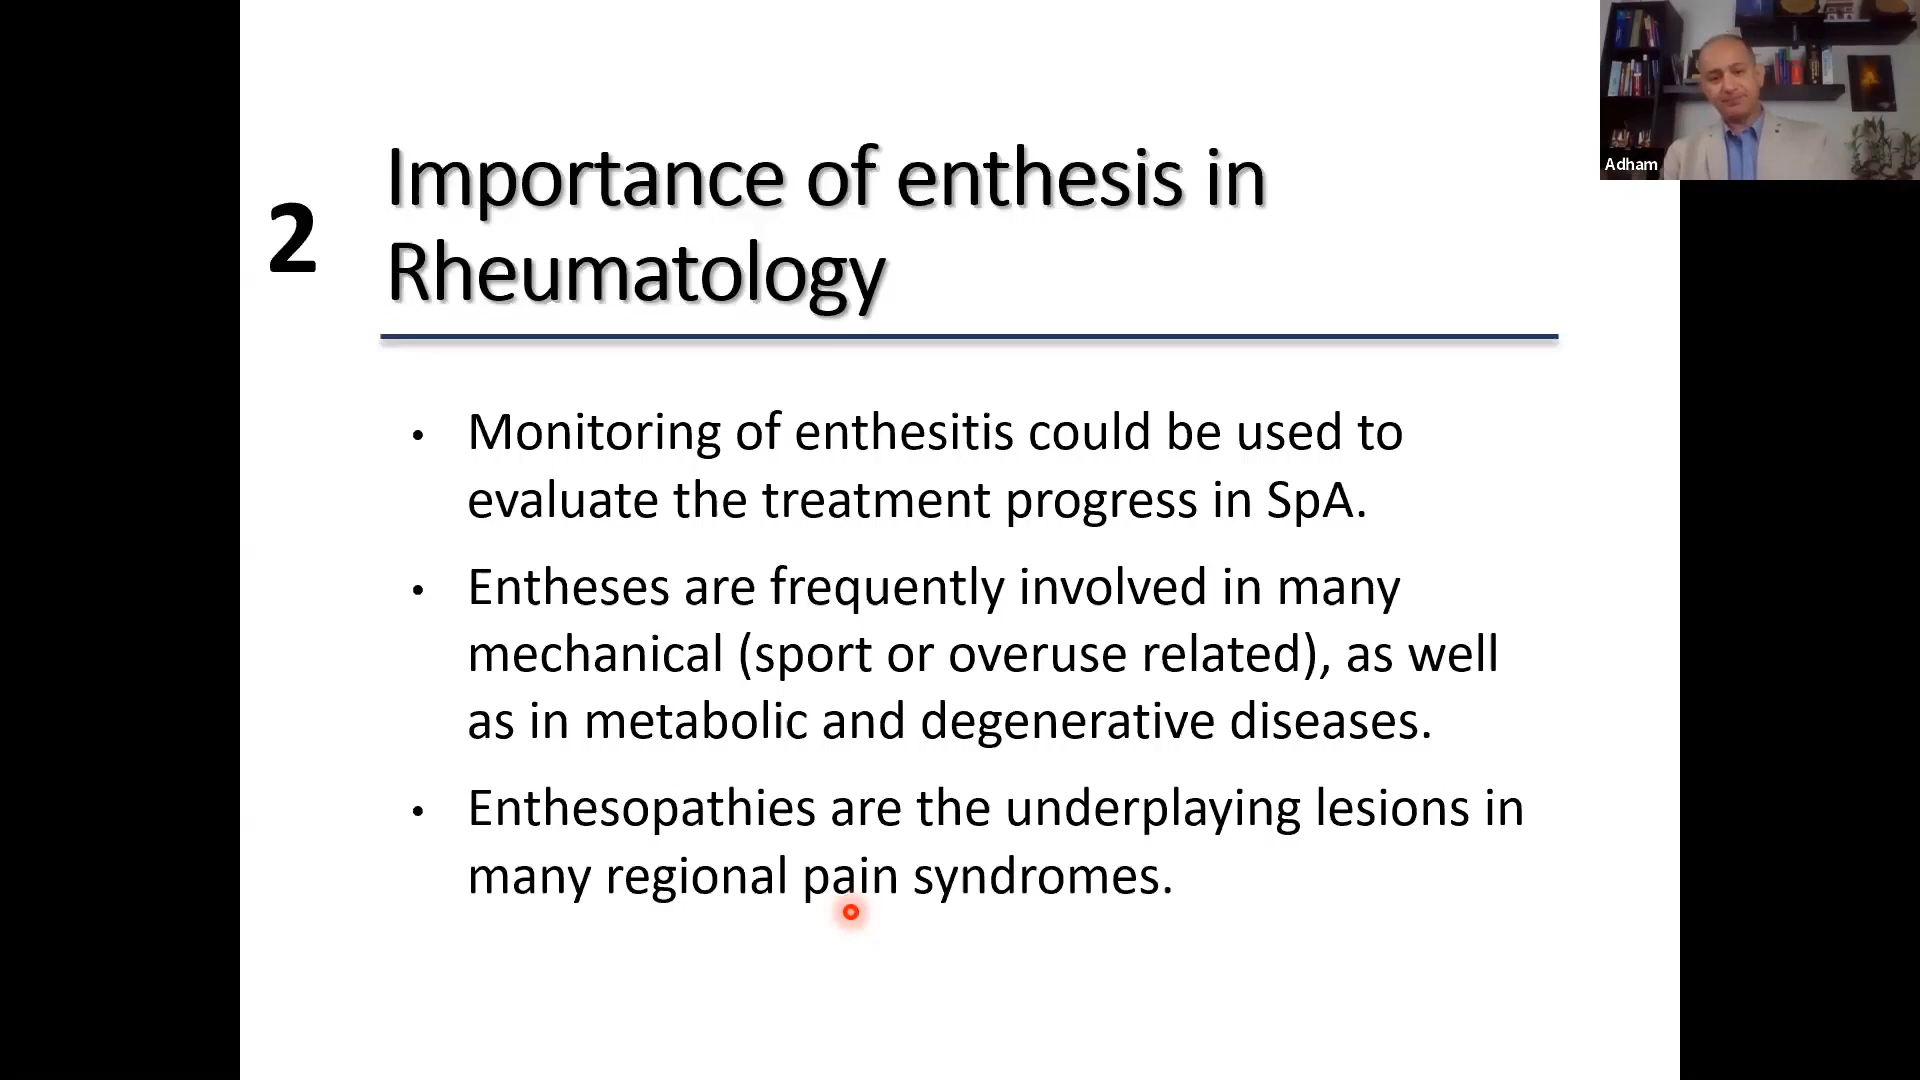 Adham
2
Importance of enthesis in
Rheumatology
• Monitoring of enthesitis could be used to
evaluate the treatment progress in SpA.
• Entheses are frequently involved in many
mechanical (sport or overuse related), as well
as in metabolic and degenerative diseases.
• Enthesopathies are the underplaying lesions in
many regional pain syndromes.